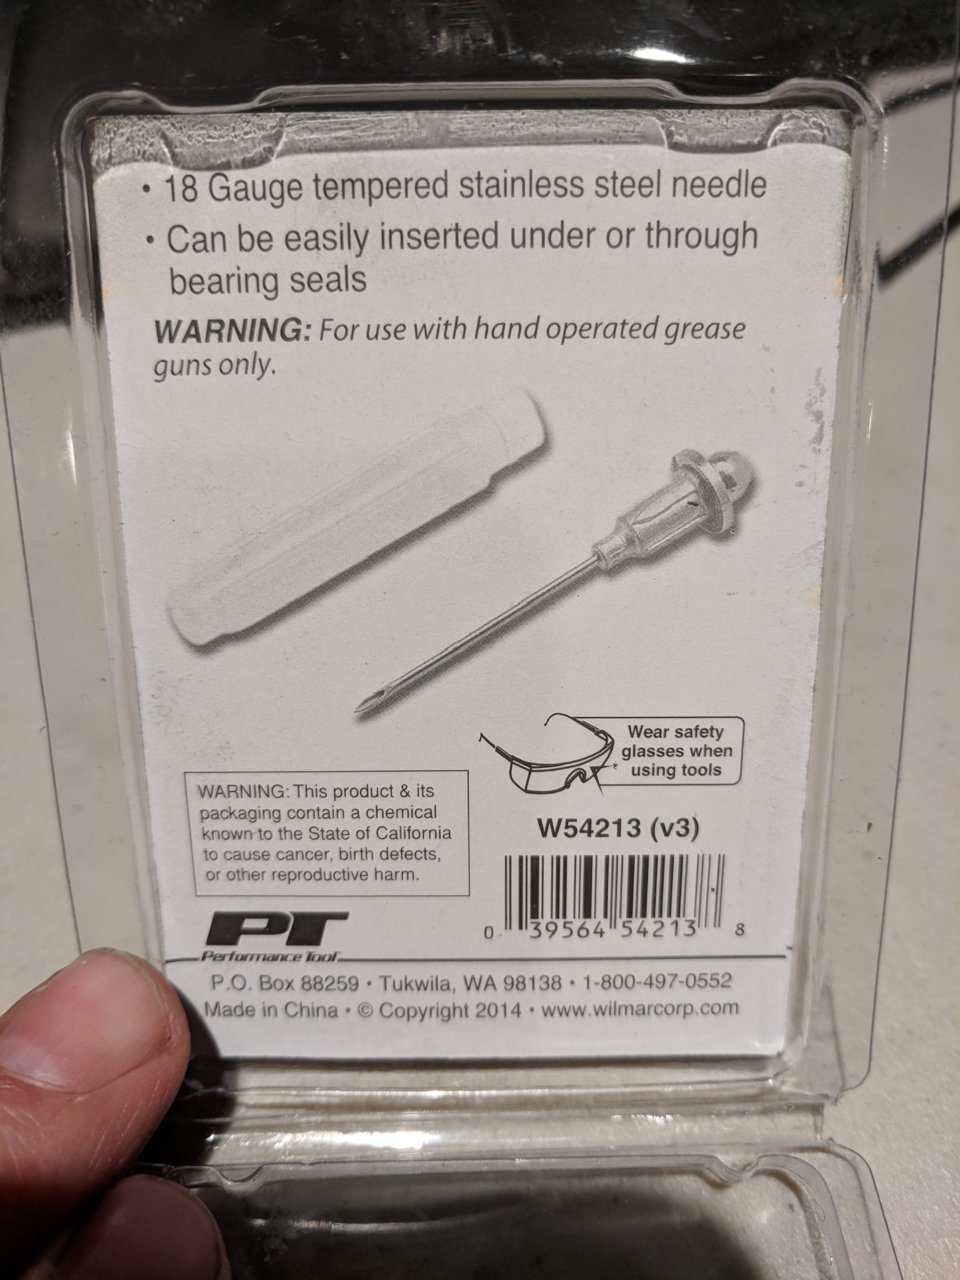 • 18 Gauge tempered stainless steel needle
• Can be easily inserted under or through
bearing seals
WARNING: For use with hand operated grease
guns only.
Wear safety
glasses when
using tools
WARNING: This product & its
packaging contain a chemical
known to the State of California
to cause cancer, birth defects,
or other reproductive harm.
W54213 (v3)
0 39564 54213 8
PT
Performance Tool
P.O. Box 88259 • Tukwila, WA 98138 • 1-800-497-0552
Made in China • © Copyright 2014 • www.wilmarcorp.com